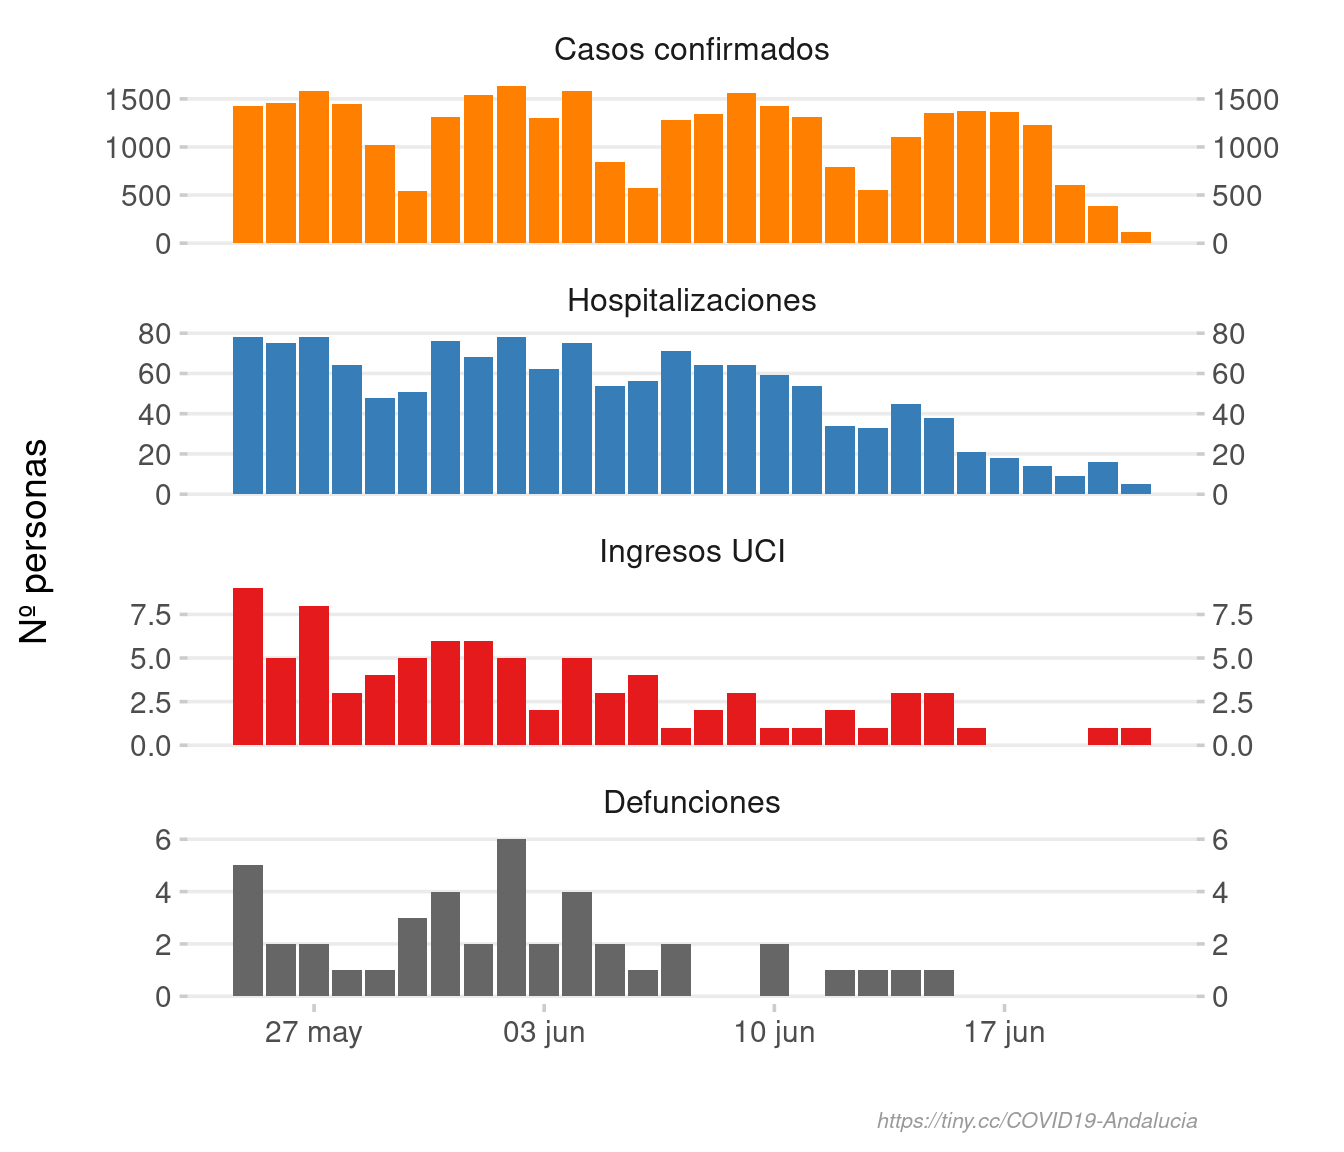 Casos confirmados
1500 1500
1000 1000
500 500
0 0
Hospitalizaciones
80 80
60 60
40 40
20 20
0 0
Nº personas
Ingresos UCI
7.5 7.5
5.0 5.0
2.5 2.5
0.0 0.0
Defunciones
6 6
4 4
2 2
0 0
27 may 03 jun 10 jun 17 jun
https://tiny.cc/COVID19-Andalucia